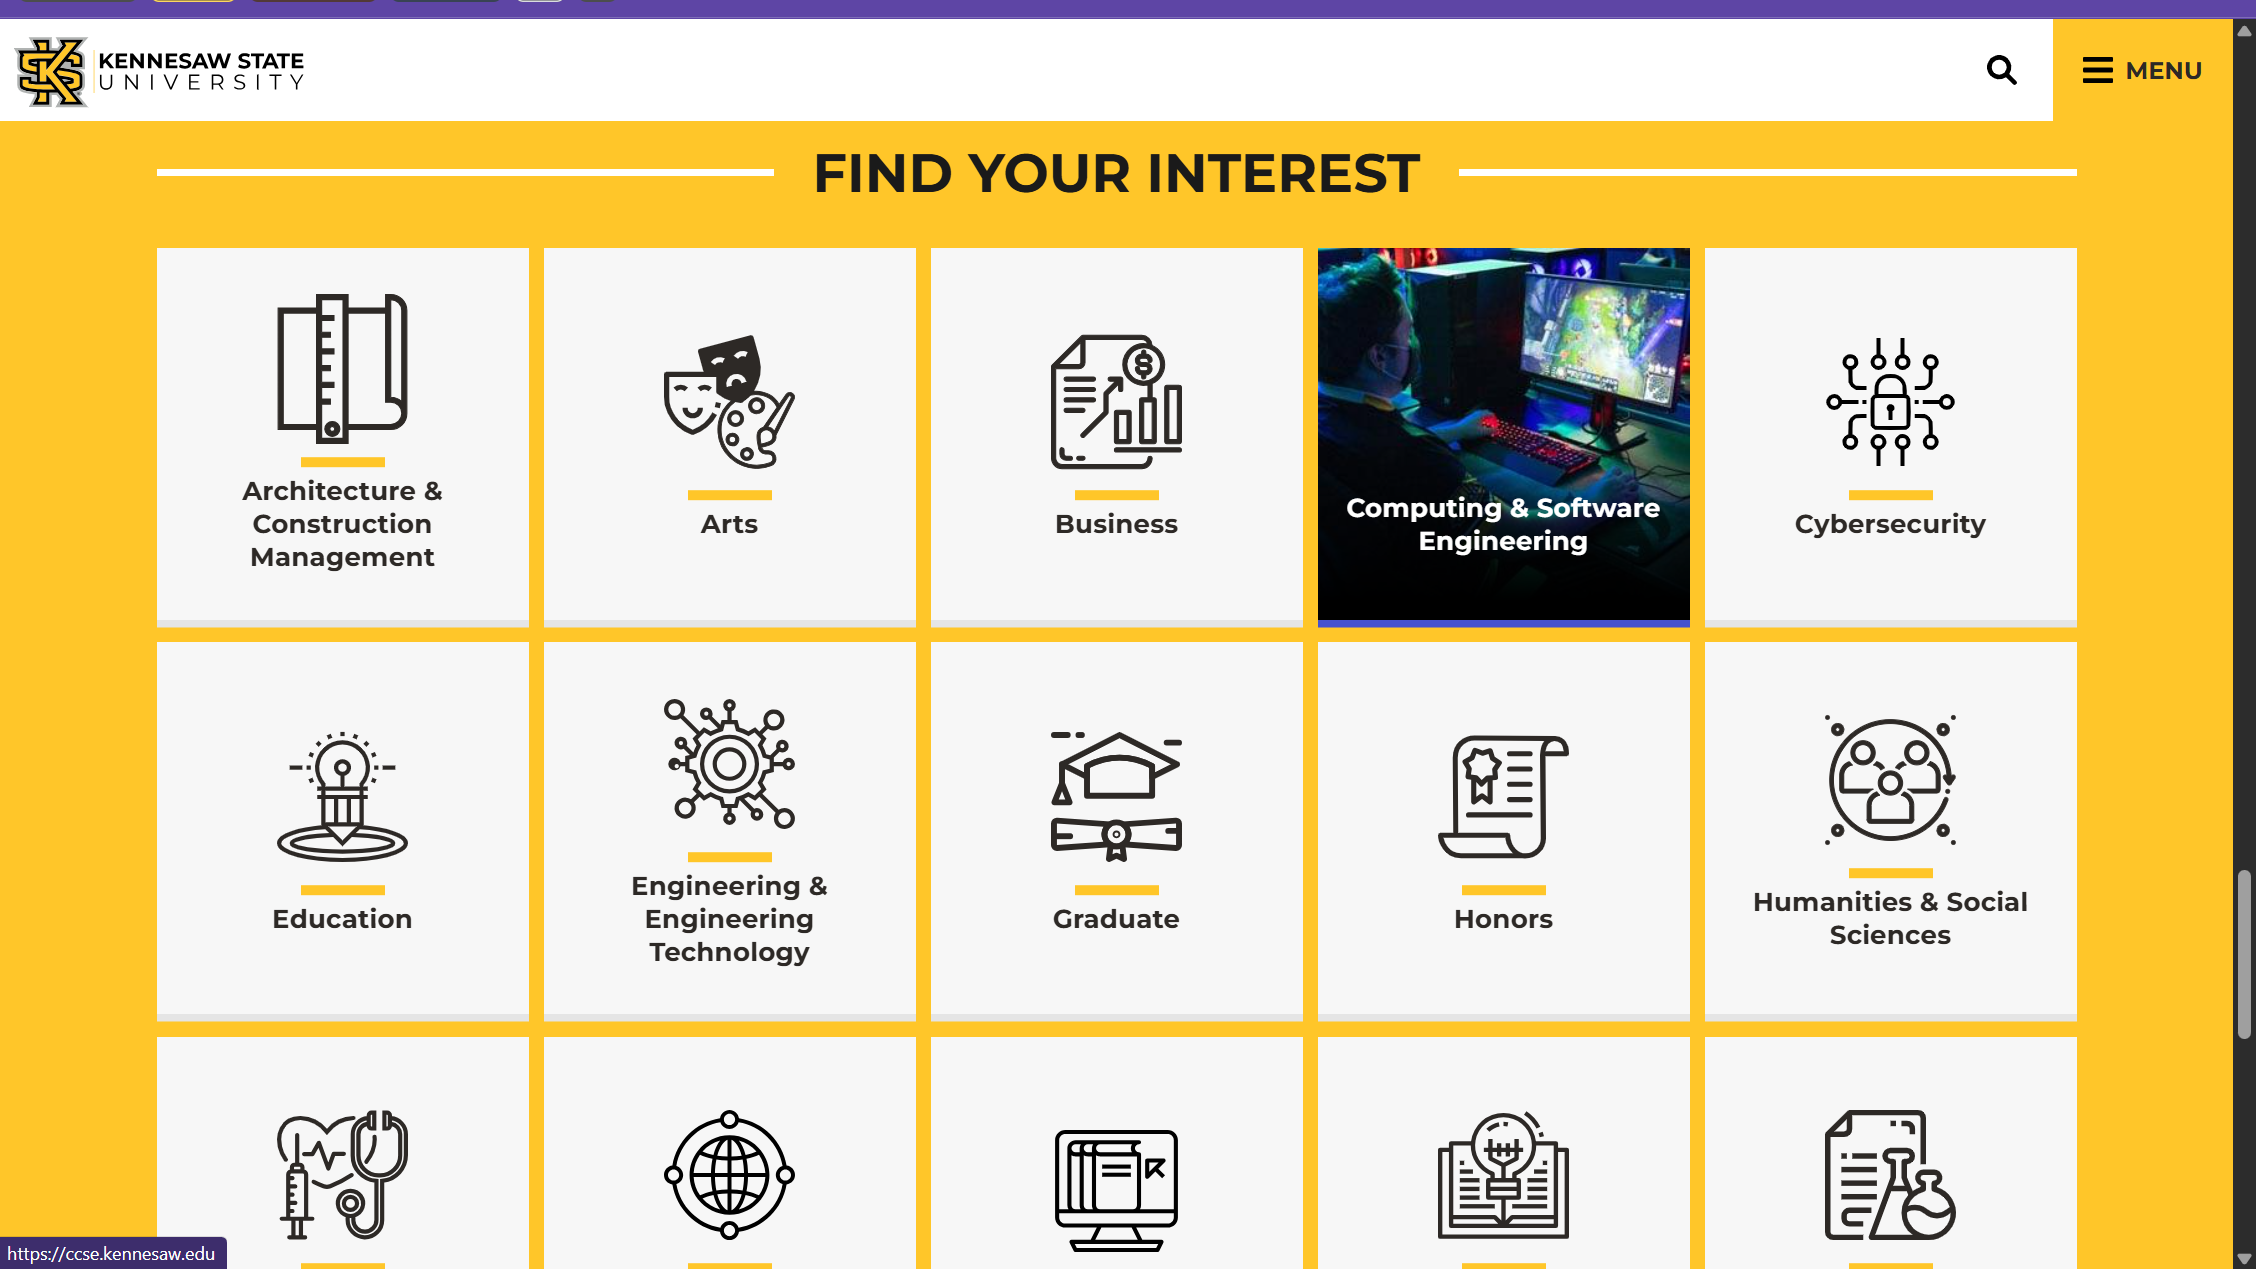 KENNESAW STATE
UNIVERSITY
MENU
FIND YOUR INTEREST
Architecture &
Construction
Management
Arts
Business
Computing & Software
Engineering
Cybersecurity
Education
Engineering &
Engineering
Technology
Graduate
Honors
Humanities & Social
Sciences
https://ccse.kennesaw.edu